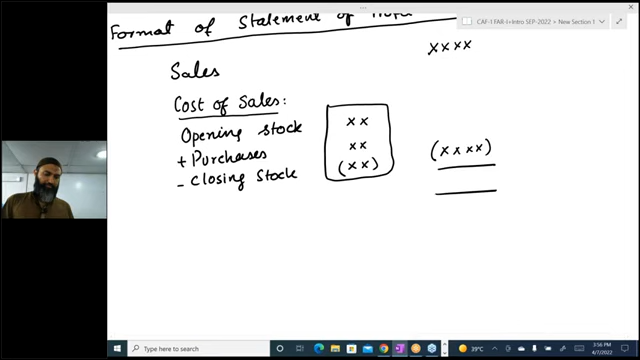 CAF-1 FAR-I+Intro SEP-2022 » New Section 1
Format of Statement of
Sales xxxx
Cost of Sales:
Opening stock xx
+ Purchases xx (xxxx)
- Closing Stock (xx)
Type here to search
39°C
3:56 PM
4/7/2022